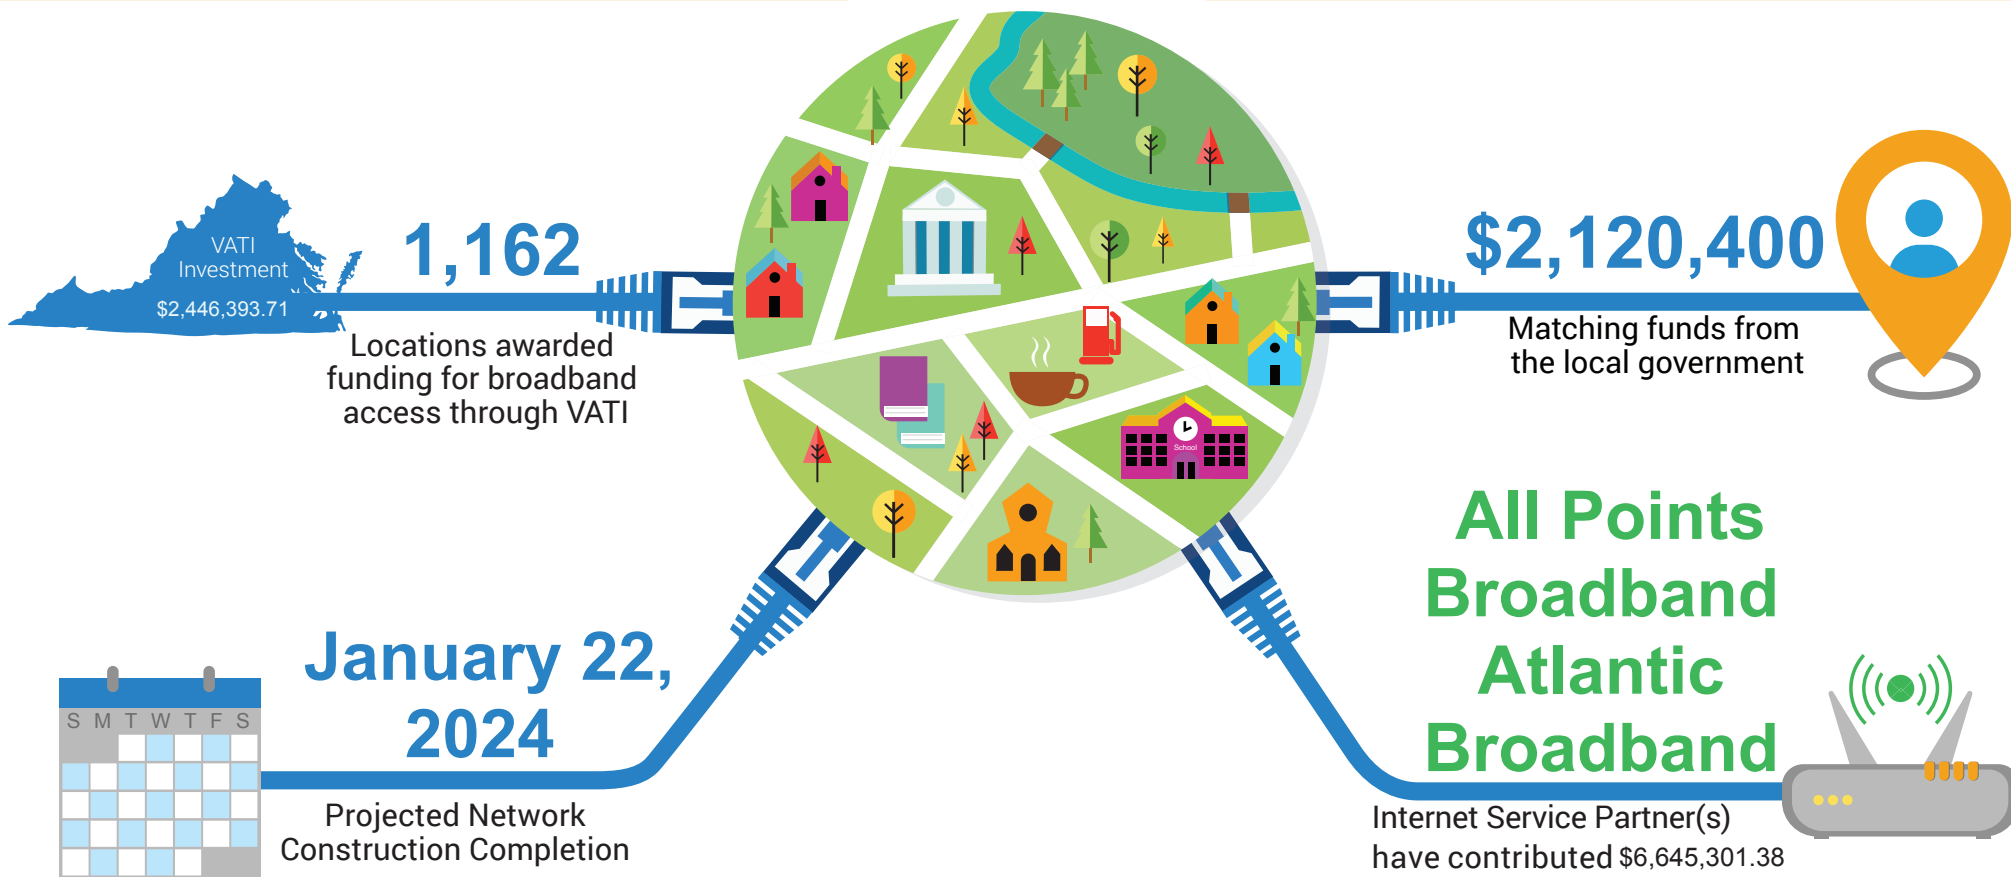 VATI
Investment
$2,446,393.71
1,162
Locations awarded
funding for broadband
access through VATI
$2,120,400
Matching funds from
the local government
School
January 22,
2024
Projected Network
Construction Completion
S M T W T F S
All Points
Broadband
Atlantic
Broadband
Internet Service Partner(s)
have contributed $6,645,301.38